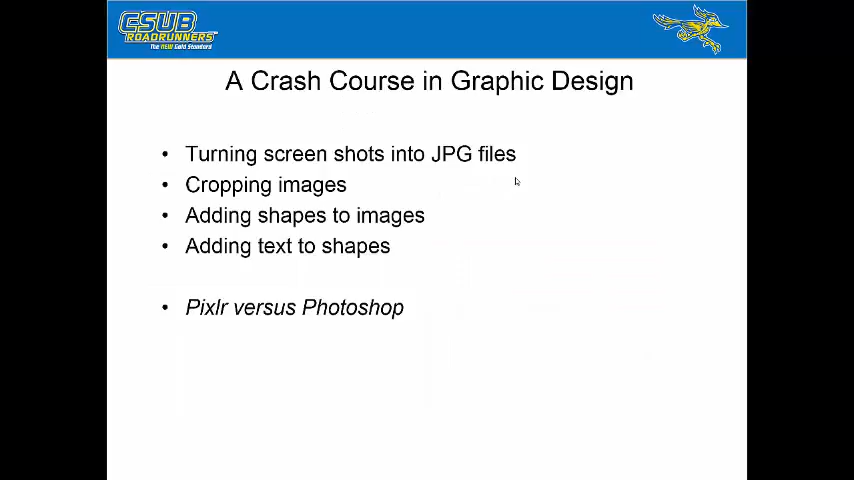 CSUB
ROADRUNNERS
The NEW Gold Standard
A Crash Course in Graphic Design
• Turning screen shots into JPG files
• Cropping images
• Adding shapes to images
• Adding text to shapes
• Pixlr versus Photoshop